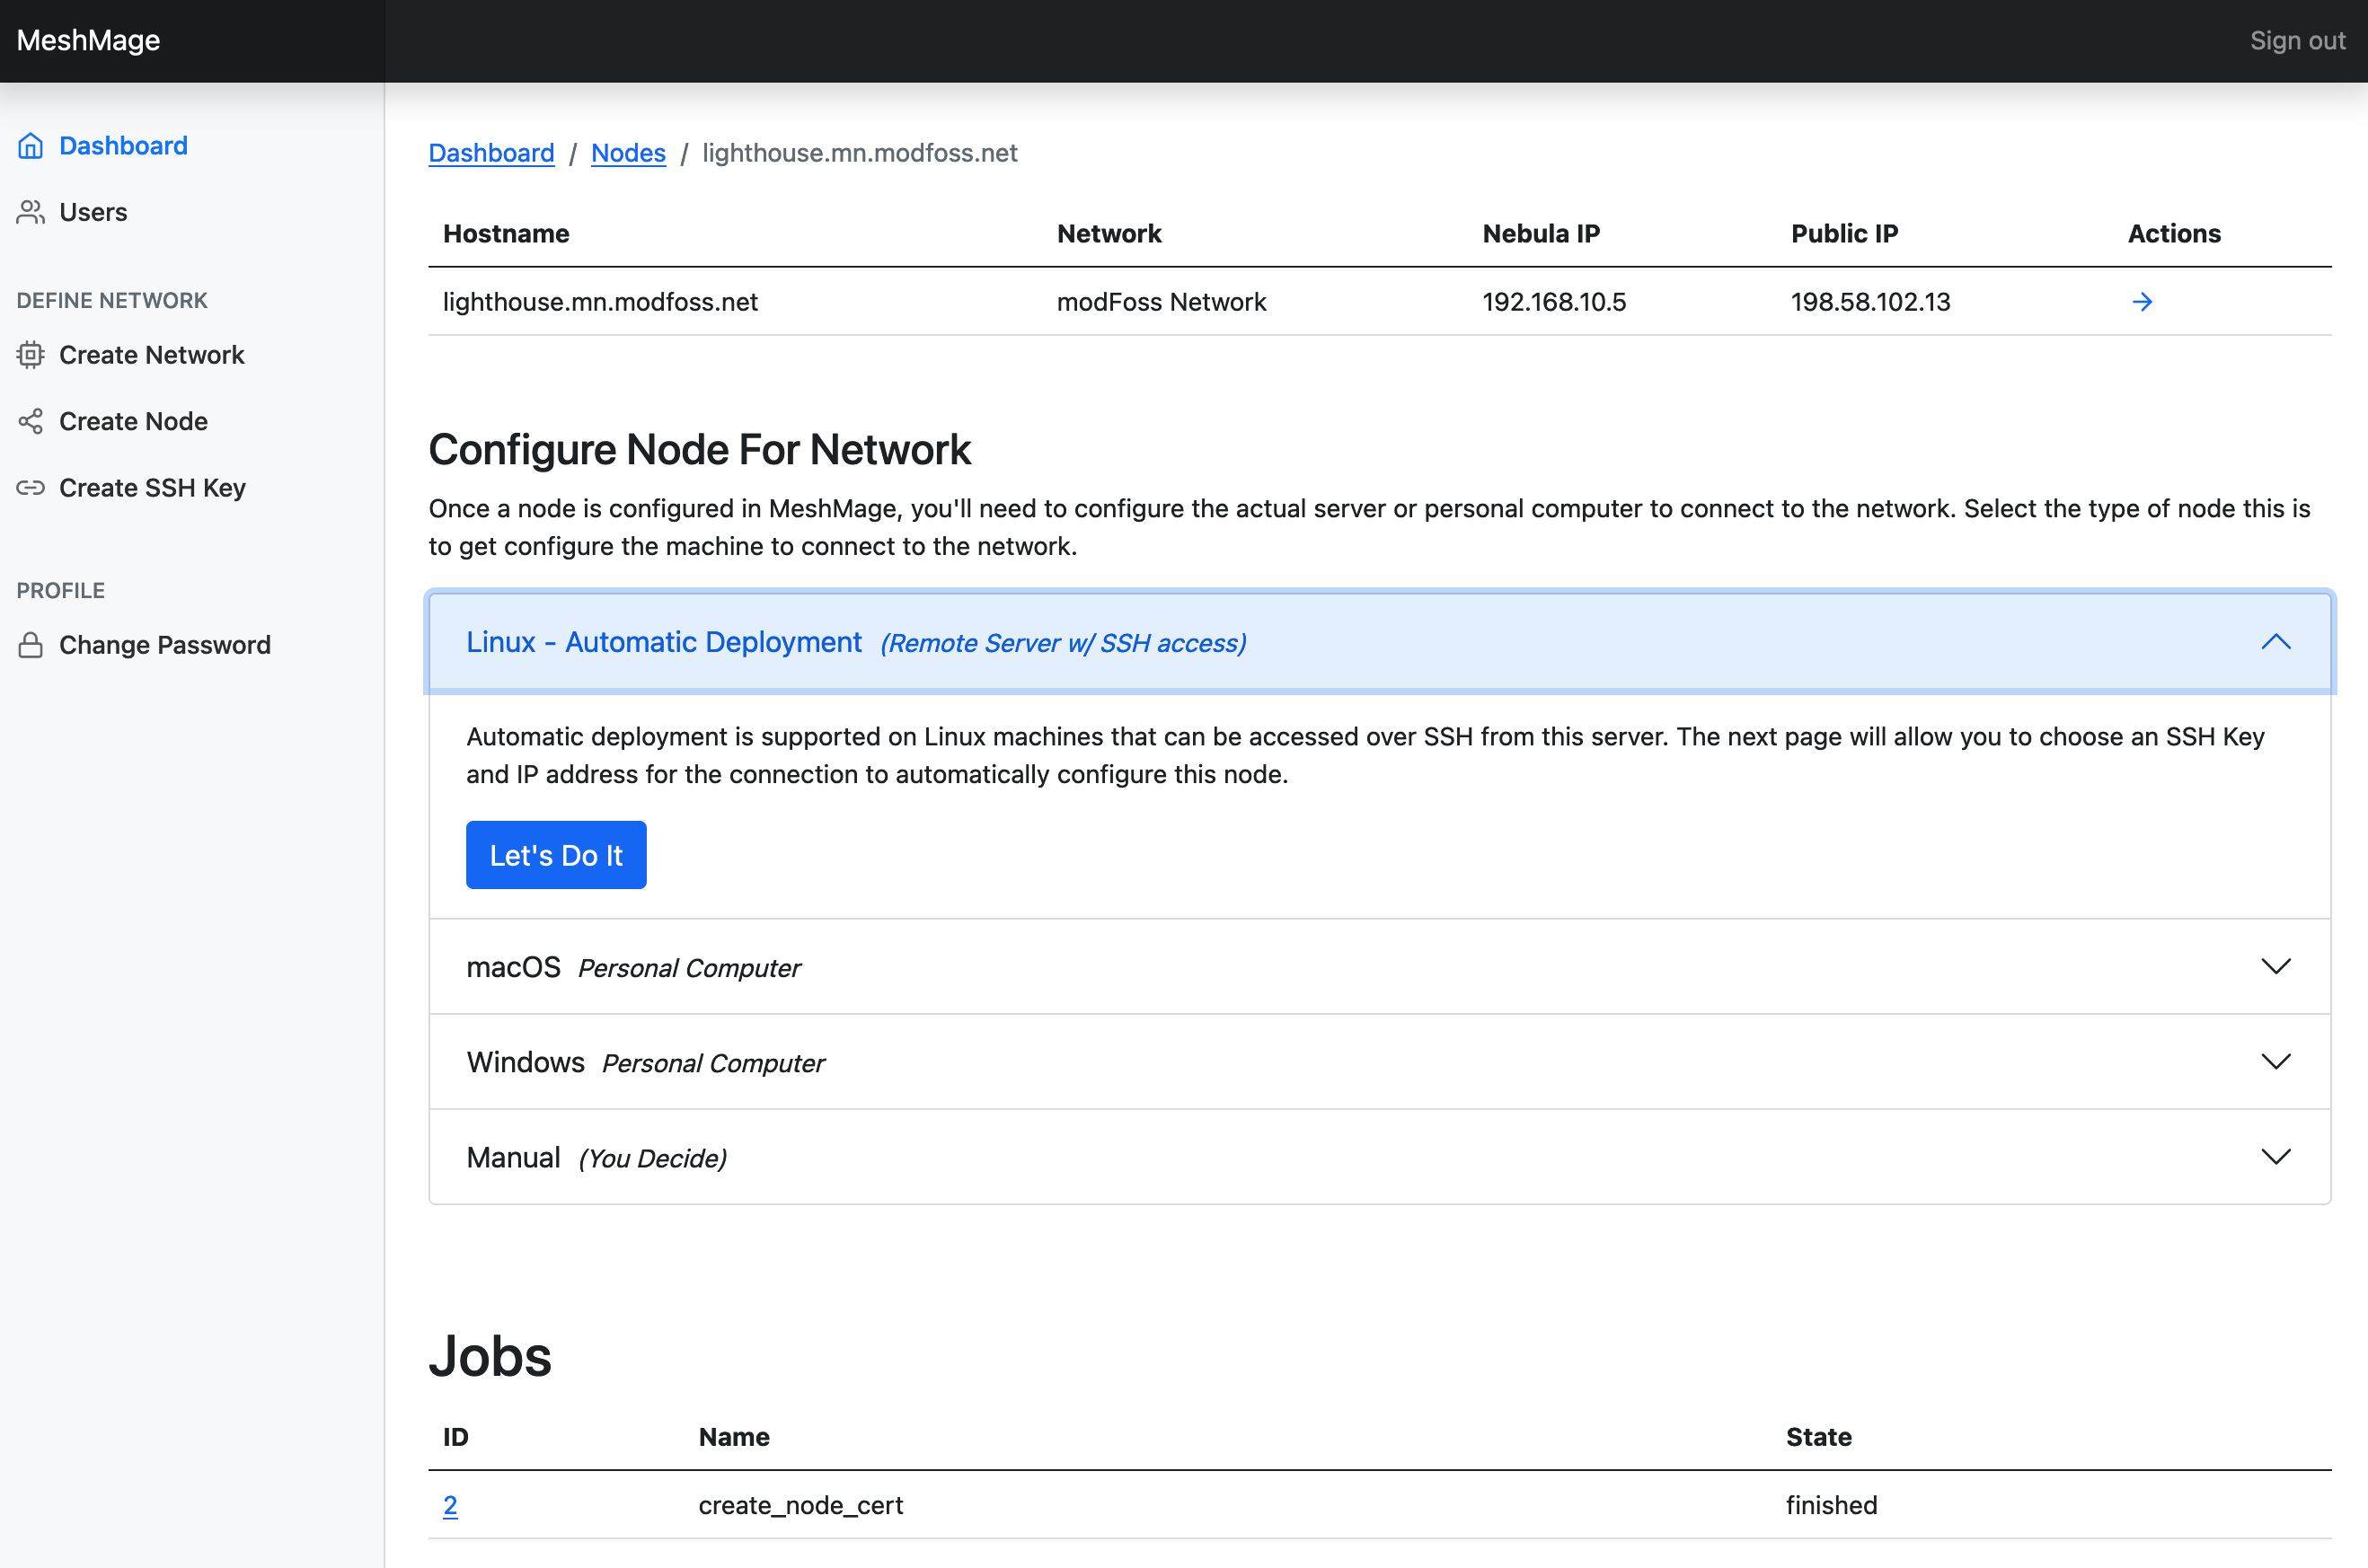 MeshMage
Sign out
Dashboard
Users
DEFINE NETWORK
Create Network
Create Node
Create SSH Key
PROFILE
Change Password
Dashboard / Nodes / lighthouse.mn.modfoss.net
Hostname Network Nebula IP Public IP Actions
lighthouse.mn.modfoss.net modFoss Network 192.168.10.5 198.58.102.13
Configure Node For Network
Once a node is configured in MeshMage, you'll need to configure the actual server or personal computer to connect to the network. Select the type of node this is
to get configure the machine to connect to the network.
Linux - Automatic Deployment (Remote Server w/ SSH access)
Automatic deployment is supported on Linux machines that can be accessed over SSH from this server. The next page will allow you to choose an SSH Key
and IP address for the connection to automatically configure this node.
Let's Do It
macOS Personal Computer
Windows Personal Computer
Manual (You Decide)
Jobs
ID Name State
2 create_node_cert finished